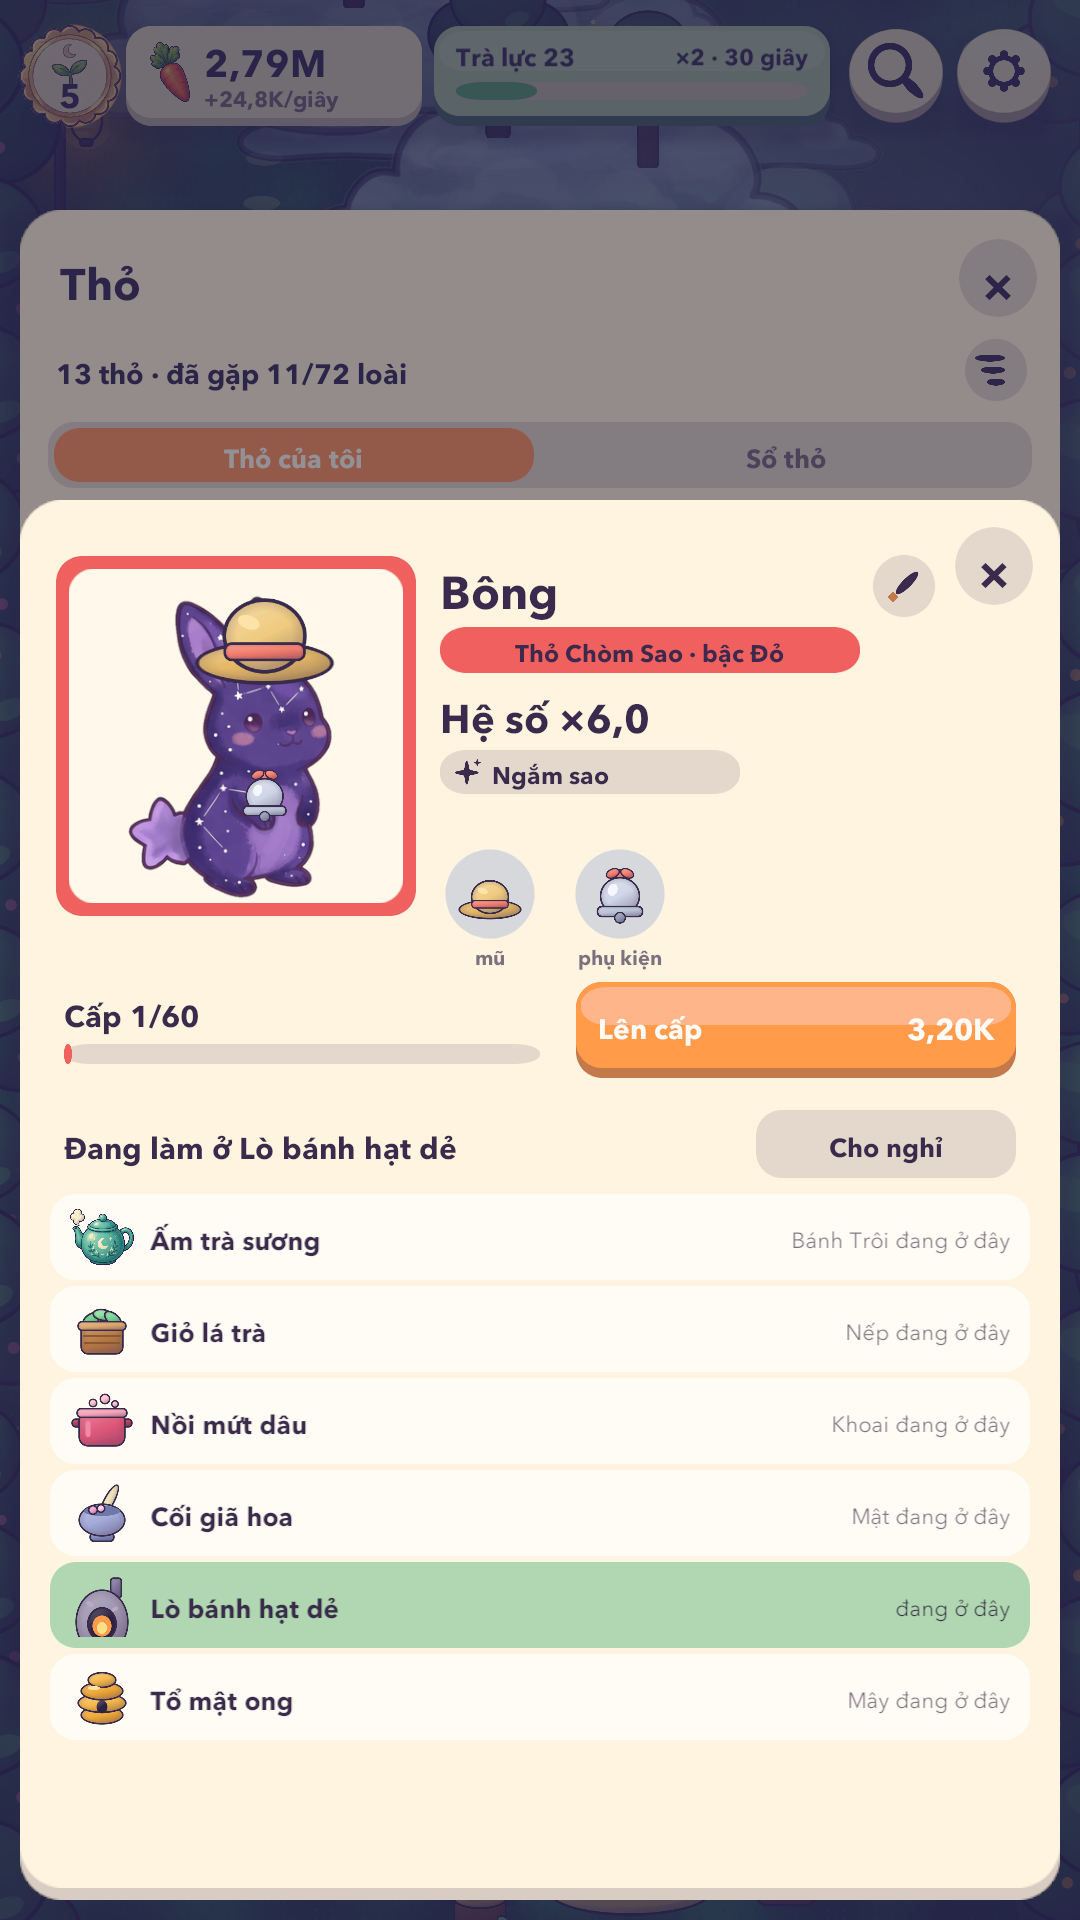 5
2,79M
+24,8K/giây
Trà lực 23
×2 · 30 giây
Thỏ
13 thỏ · đã gặp 11/72 loài
Thỏ của tôi
Sổ thỏ
Bông
Thỏ Chòm Sao · bậc Đỏ
Hệ số ×6,0
Ngắm sao
mũ
phụ kiện
Cấp 1/60
Lên cấp
3,20K
Đang làm ở Lò bánh hạt dẻ
Cho nghỉ
Ấm trà sương
Bánh Trôi đang ở đây
Giỏ lá trà
Nếp đang ở đây
Nồi mứt dâu
Khoai đang ở đây
Cối giã hoa
Mật đang ở đây
Lò bánh hạt dẻ
đang ở đây
Tổ mật ong
Mây đang ở đây